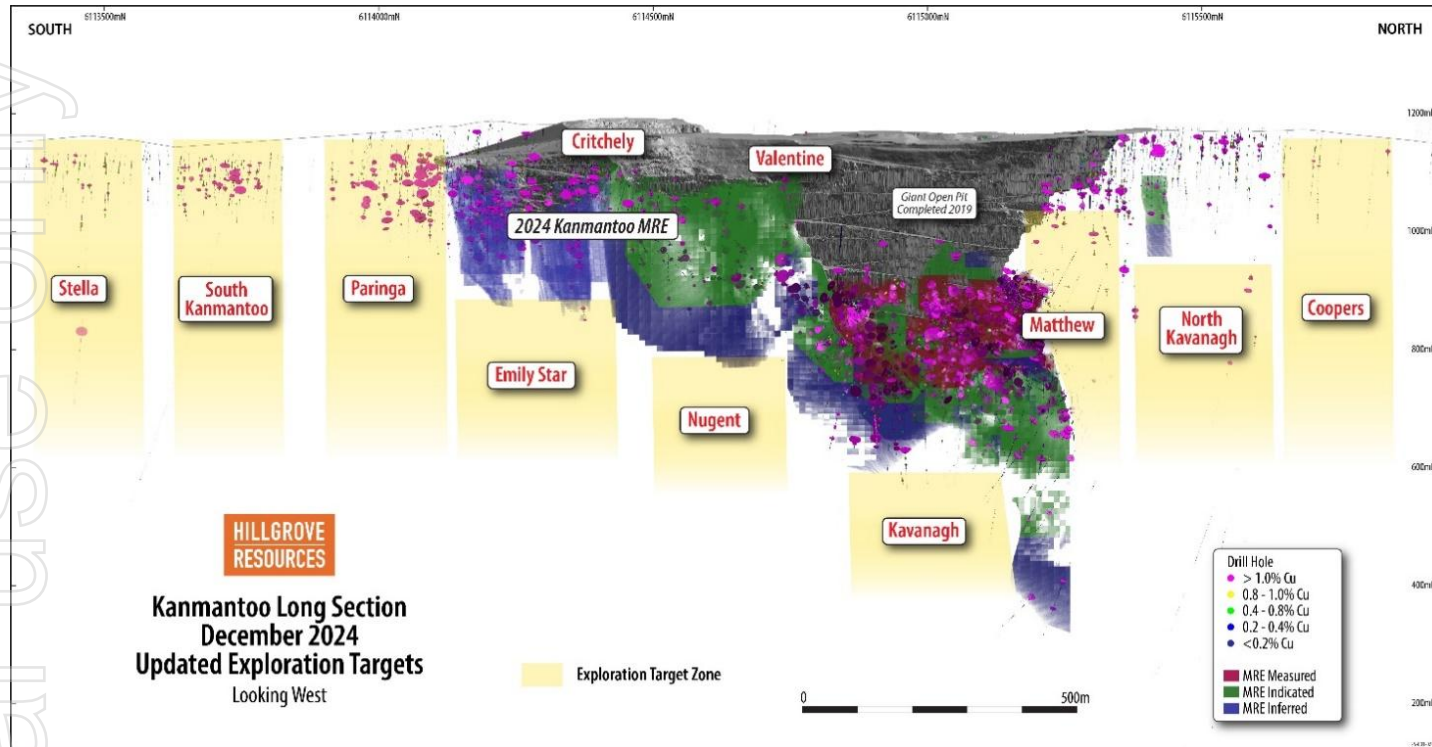 6113500mN
6114000mN
6114500mN
6115000mN
6115500mN
SOUTH
NORTH
1200mRL
Critchely
Valentine
Giant Open Pit
Completed 2019
2024 Kanmantoo MRE
1000mRL
Stella
South
Kanmantoo
Paringa
Matthew
North
Kavanagh
Coopers
800mRL
Emily Star
Nugent
600mRL
Kavanagh
HILLGROVE
RESOURCES
Kanmantoo Long Section
December 2024
Updated Exploration Targets
Looking West
Exploration Target Zone
0
500m
Drill Hole
> 1.0% Cu
0.8 - 1.0% Cu
0.4 - 0.8% Cu
0.2 - 0.4% Cu
<0.2% Cu
MRE Measured
MRE Indicated
MRE Inferred
400m
200m